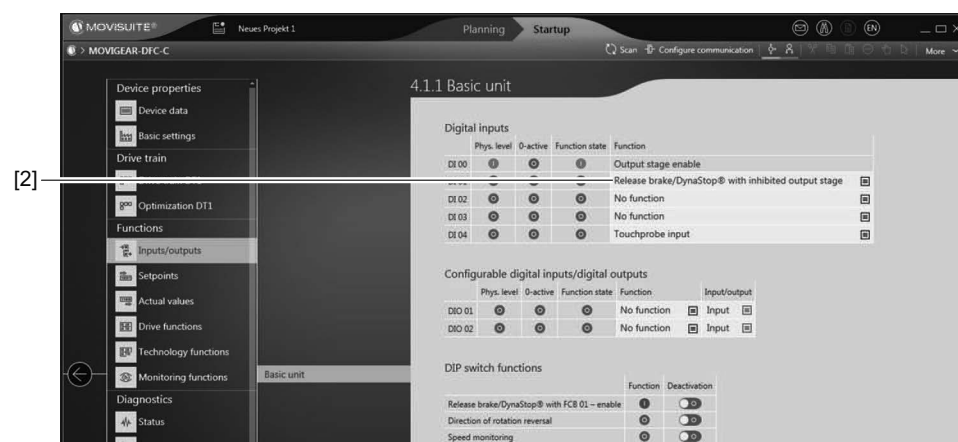 MOVISUITE®
Neues Projekt 1
Planning
Startup
EN
> MOVIGEAR-DFC-C
Scan
Configure communication
More
Device properties
Device data
Basic settings
Drive train
Optimization DT1
Functions
Inputs/outputs
Setpoints
Actual values
Drive functions
Technology functions
Monitoring functions
Diagnostics
Status
Basic unit
[2]
4.1.1 Basic unit
Digital inputs
Phys. level 0-active Function state Function
DI 00 Output stage enable
Release brake/DynaStop® with inhibited output stage
DI 02 No function
DI 03 No function
DI 04 Touchprobe input
Configurable digital inputs/digital outputs
Phys. level 0-active Function state Function Input/output
DIO 01 No function Input
DIO 02 No function Input
DIP switch functions
Function Deactivation
Release brake/DynaStop® with FCB 01 – enable
Direction of rotation reversal
Speed monitoring